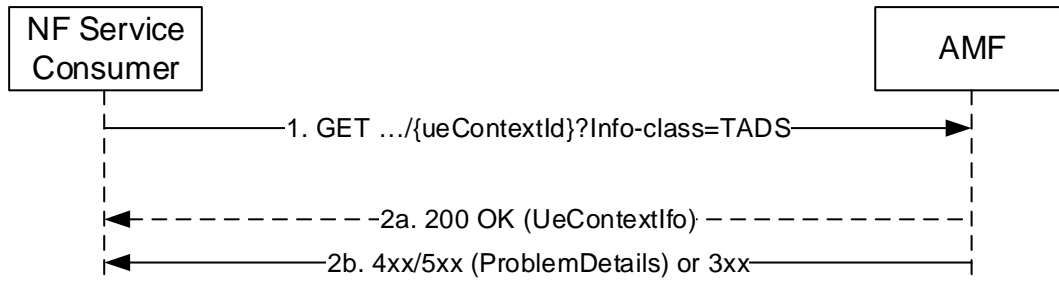 NF Service
Consumer
AMF
1. GET …/{ueContextId}?Info-class=TADS
2a. 200 OK (UeContextIfo)
2b. 4xx/5xx (ProblemDetails) or 3xx